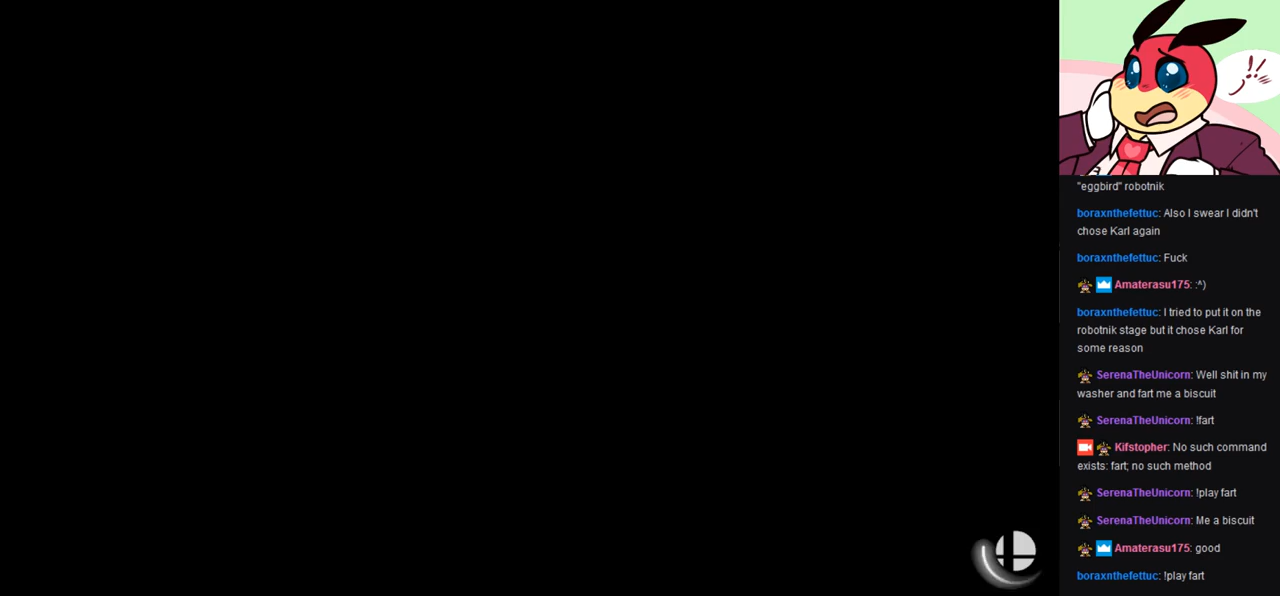 !!
"eggbird" robotnik
boraxnthefettuc: Also I swear I didn't
chose Karl again
boraxnthefettuc: Fuck
Amaterasu175: :^)
boraxnthefettuc: I tried to put it on the
robotnik stage but it chose Karl for
some reason
SerenaTheUnicorn: Well shit in my
washer and fart me a biscuit
SerenaTheUnicorn: !fart
Kifstopher: No such command
exists: fart; no such method
SerenaTheUnicorn: !play fart
SerenaTheUnicorn: Me a biscuit
Amaterasu175: good
boraxnthefettuc: !play fart